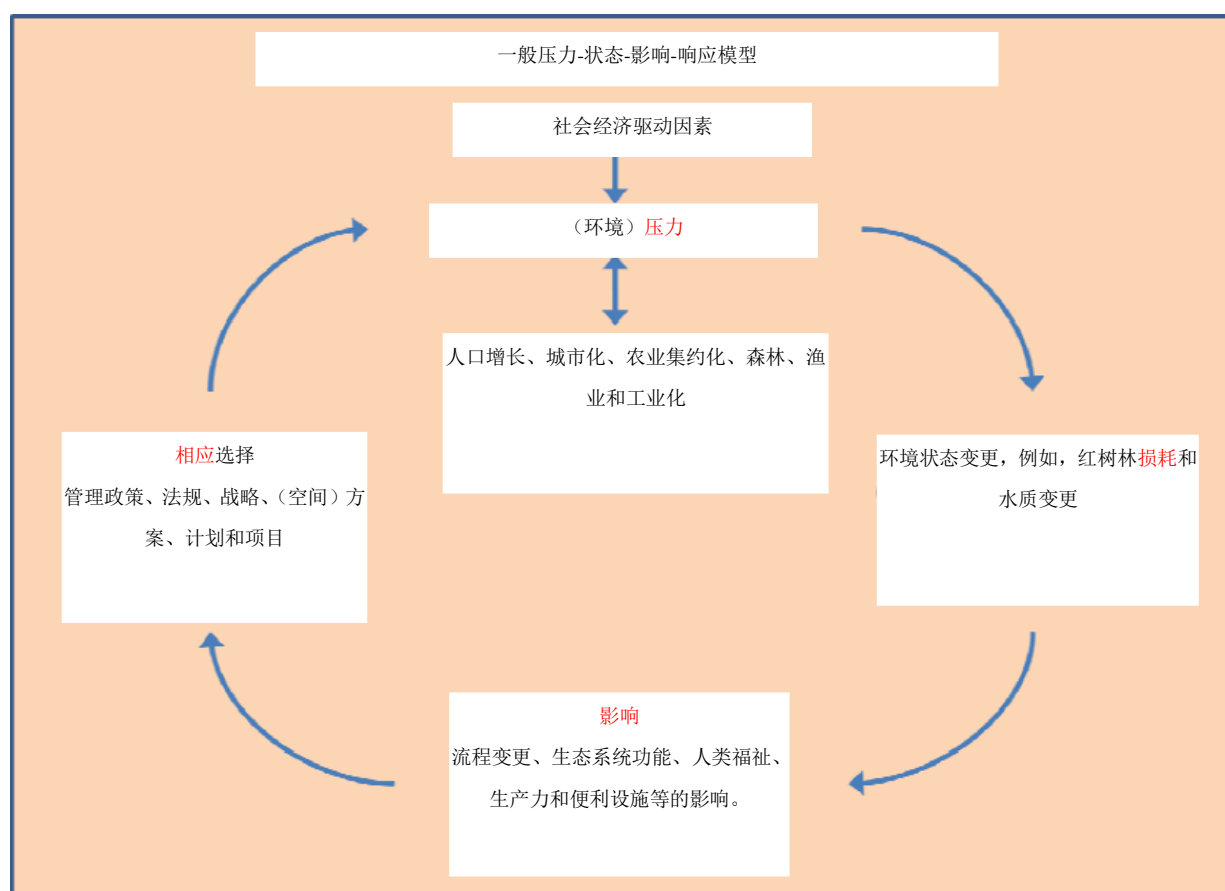 一般压力-状态-影响-响应模型
社会经济驱动因素
（环境）压力
人口增长、城市化、农业集约化、森林、渔
业和工业化
相应选择
管理政策、法规、战略、（空间）方
案、计划和项目
环境状态变更，例如，红树林损耗和
水质变更
影响
流程变更、生态系统功能、人类福祉、
生产力和便利设施等的影响。